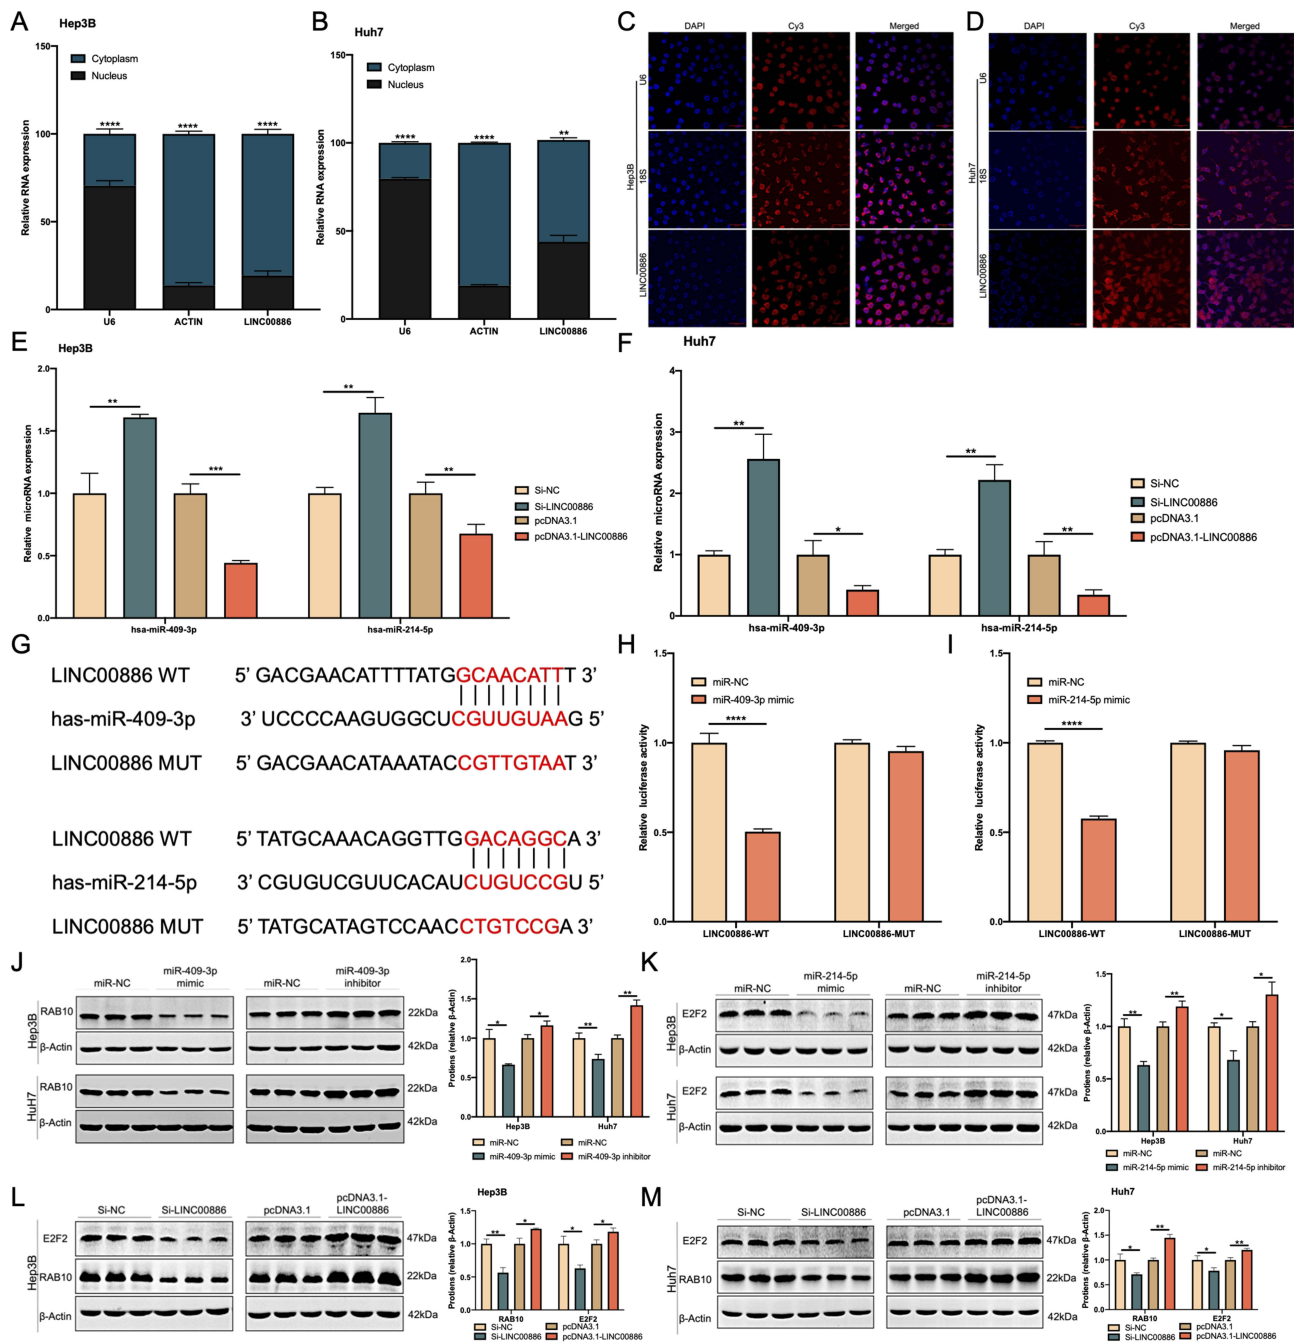 A
Hep3B
Cytoplasm
Nucleus
Relative RNA expression
150
100
50
0
**** **** ****
U6 ACTIN LINC00886
B
Huh7
Cytoplasm
Nucleus
Relative RNA expression
150
100
50
0
**** **** **
U6 ACTIN LINC00886
C
DAPI Cy3 Merged
Hep3B
U6
18S
LINC00886
D
DAPI Cy3 Merged
Huh7
U6
18S
LINC00886
E
Hep3B
Relative microRNA expression
2.0
1.5
1.0
0.5
0.0
** *** ** **
hsa-miR-409-3p hsa-miR-214-5p
Si-NC
Si-LINC00886
pcDNA3.1
pcDNA3.1-LINC00886
F
Huh7
Relative microRNA expression
4
3
2
1
0
** * ** **
hsa-miR-409-3p hsa-miR-214-5p
Si-NC
Si-LINC00886
pcDNA3.1
pcDNA3.1-LINC00886
G
LINC00886 WT 5’ GACGAACATTTTATGGCAACATTT 3’
has-miR-409-3p 3’ UCCCCAAGUGGCUCGUUGUAAG 5’
LINC00886 MUT 5’ GACGAACATAAATACCGTTGTAAT 3’
LINC00886 WT 5’ TATGCAAACAGGTTGGACAGGCA 3’
has-miR-214-5p 3’ CGUGUCGUUCACAUCUGUCCGU 5’
LINC00886 MUT 5’ TATGCATAGTCCAACCTGTCCGA 3’
H
miR-NC
miR-409-3p mimic
Relative luciferase activity
1.5
1.0
0.5
0.0
****
LINC00886-WT LINC00886-MUT
I
miR-NC
miR-214-5p mimic
Relative luciferase activity
1.5
1.0
0.5
0.0
****
LINC00886-WT LINC00886-MUT
J
miR-NC miR-409-3p mimic miR-NC miR-409-3p inhibitor
Hep3B
RAB10 22kDa
β-Actin 42kDa
HuH7
RAB10 22kDa
β-Actin 42kDa
Protiens (relative β-Actin)
2.0
1.5
1.0
0.5
0.0
* * ** **
Hep3B Huh7
miR-NC miR-NC
miR-409-3p mimic miR-409-3p inhibitor
K
miR-NC miR-214-5p mimic miR-NC miR-214-5p inhibitor
Hep3B
E2F2 47kDa
β-Actin 42kDa
Huh7
E2F2 47kDa
β-Actin 42kDa
Protiens (relative β-Actin)
1.5
1.0
0.5
0.0
** ** * *
Hep3B Huh7
miR-NC miR-NC
miR-214-5p mimic miR-214-5p inhibitor
L
Si-NC Si-LINC00886 pcDNA3.1 pcDNA3.1-LINC00886
Hep3B
E2F2 47kDa
RAB10 22kDa
β-Actin 42kDa
Hep3B
Protiens (relative β-Actin)
1.5
1.0
0.5
0.0
** * * *
RAB10 E2F2
Si-NC pcDNA3.1
Si-LINC00886 pcDNA3.1-LINC00886
M
Si-NC Si-LINC00886 pcDNA3.1 pcDNA3.1-LINC00886
Huh7
E2F2 47kDa
RAB10 22kDa
β-Actin 42kDa
Huh7
Protiens (relative β-Actin)
2.0
1.5
1.0
0.5
0.0
* ** * **
RAB10 E2F2
Si-NC pcDNA3.1
Si-LINC00886 pcDNA3.1-LINC00886